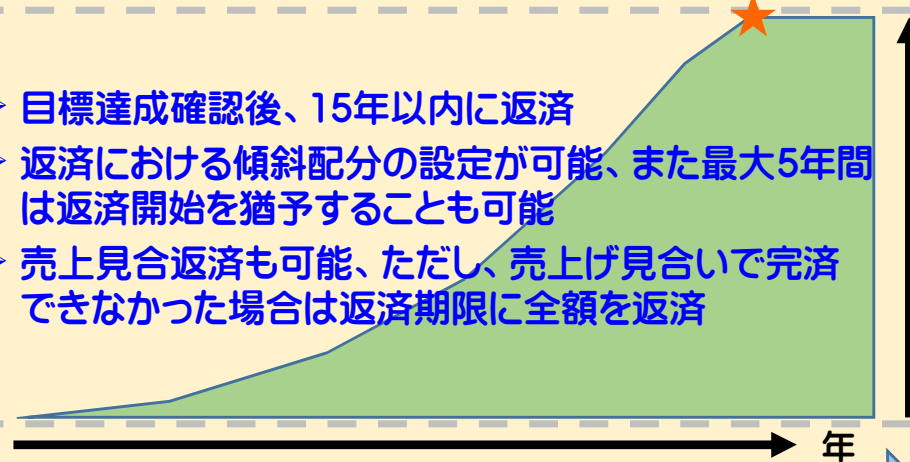 目標達成確認後、15年以内に返済
返済における傾斜配分の設定が可能、また最大5年間
は返済開始を猶予することも可能
売上見合返済も可能、ただし、売上げ見合いで完済
できなかった場合は返済期限に全額を返済
年